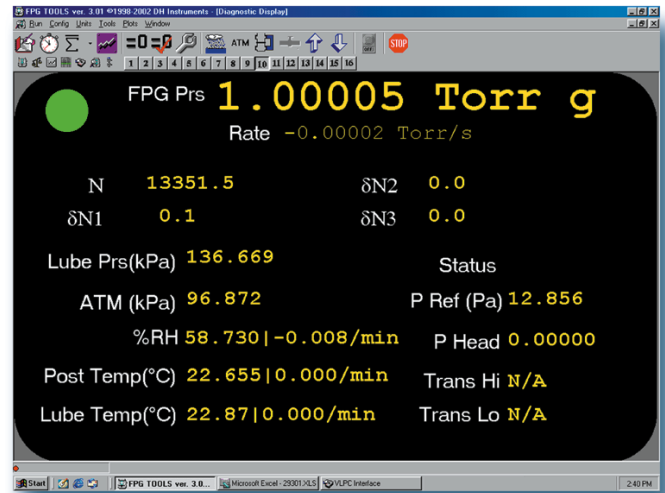 FPG TOOLS ver. 3.01 ©1998-2002 DH Instruments - [Diagnostic Display]
Run Config Units Tools Plots Window
=0 =0 ATM STOP
1 2 3 4 5 6 7 8 9 10 11 12 13 14 15 16
FPG Prs 1.00005 Torr g
Rate -0.00002 Torr/s
N 13351.5 δN2 0.0
δN1 0.1 δN3 0.0
Lube Prs(kPa) 136.669 Status
ATM (kPa) 96.872 P Ref (Pa) 12.856
%RH 58.730|-0.008/min P Head 0.00000
Post Temp(°C) 22.655|0.000/min Trans Hi N/A
Lube Temp(°C) 22.87|0.000/min Trans Lo N/A
Start FPG TOOLS ver. 3.0... Microsoft Excel - 29301.XLS VLPC Interface 2:40 PM